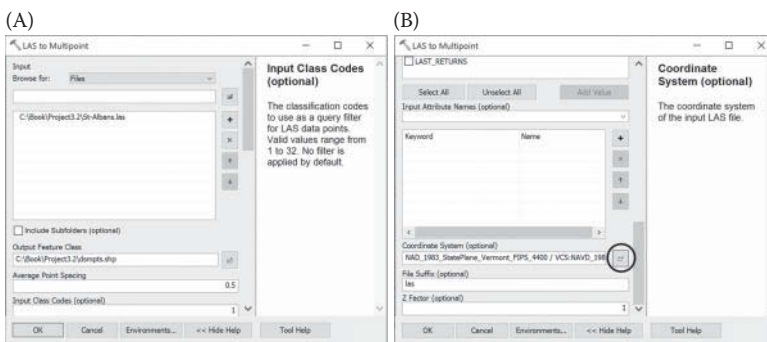 (A)
LAS to Multipoint
Input
Browse for: Files
C:\Book\Project3.2\St-Albans.las
Include Subfolders (optional)
Output Feature Class
C:\Book\Project3.2\dsmpts.shp
Average Point Spacing
0.5
Input Class Codes (optional)
1
OK Cancel Environments... << Hide Help Tool Help
Input Class Codes
(optional)
The classification codes
to use as a query filter
for LAS data points.
Valid values range from
1 to 32. No filter is
applied by default.
(B)
LAS to Multipoint
LAST_RETURNS
Select All Unselect All Add Value
Input Attribute Names (optional)
Keyword Name
Coordinate System (optional)
NAD_1983_StatePlane_Vermont_FIPS_4400 / VCS:NAVD_198
File Suffix (optional)
las
Z Factor (optional)
1
OK Cancel Environments... << Hide Help Tool Help
Coordinate
System (optional)
The coordinate system
of the input LAS file.